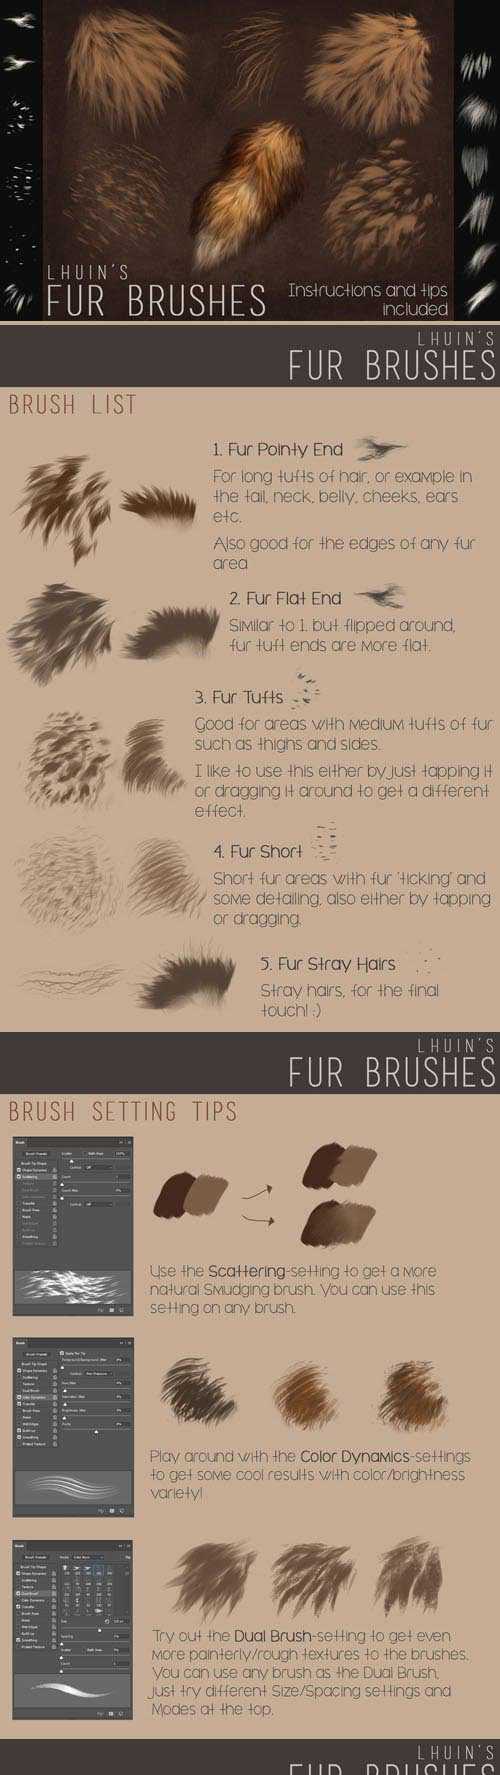 LHUIN'S
FUR BRUSHES
Instructions and tips
included
LHUIN'S
FUR BRUSHES
BRUSH LIST
1. Fur Pointy End
For long tufts of hair, or example in
the tail, neck, belly, cheeks, ears
etc.
Also good for the edges of any fur
area
2. Fur Flat End
Similar to 1. but flipped around,
fur tuft ends are more flat.
3. Fur Tufts
Good for areas with medium tufts of fur
such as thighs and sides.
I like to use this either by just tapping it
or dragging it around to get a different
effect.
4. Fur Short
Short fur areas with fur 'ticking' and
some detailing, also either by tapping
or dragging.
5. Fur Stray Hairs
Stray hairs, for the final
touch! :)
LHUIN'S
FUR BRUSHES
BRUSH SETTING TIPS
Use the Scattering-setting to get a more
natural Smudging brush. You can use this
setting on any brush.
Play around with the Color Dynamics-settings
to get some cool results with color/brightness
variety!
Try out the Dual Brush-setting to get even
more painterly/rough textures to the brushes.
You can use any brush as the Dual Brush,
just try different Size/Spacing settings and
Modes at the top.
LHUIN'S
FUR BRUSHES